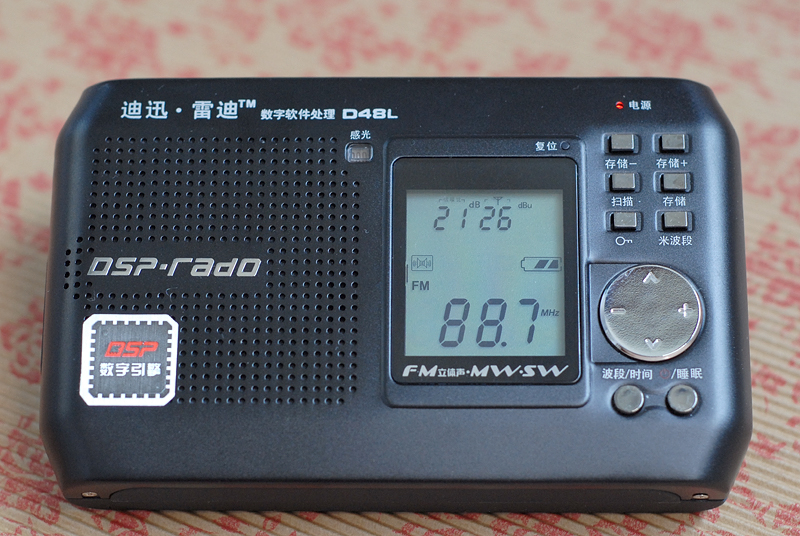 迪迅·雷迪™ 数字软件处理 D48L
电源
感光
复位
存储- 存储+
扫描 存储
米波段
dB dBu
21 26
FM
88.7 MHz
DSP·radO
DSP
数字引擎
FM立体声·MW·SW
- +
波段/时间 /睡眠